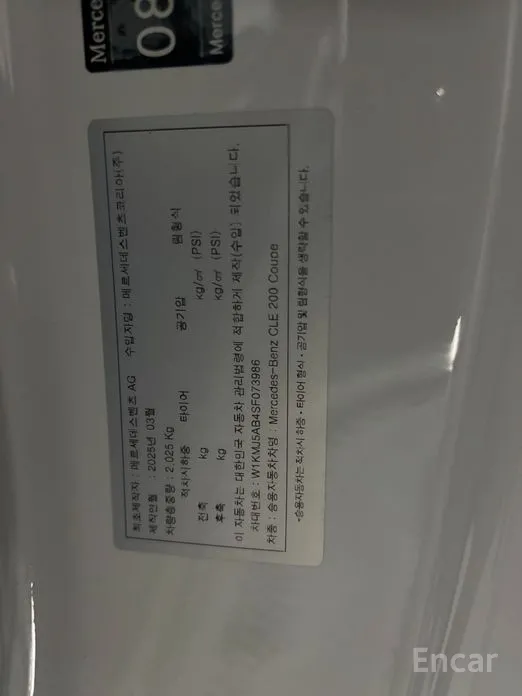 Merce
08
Merce
최초제작자 : 메르세데스벤츠 AG 수입자명 : 메르세데스벤츠코리아(주)
제작연월 : 2025년 03월
차량총중량 : 2,025 Kg
적차시하중 타이어 공기압 림형식
전축 kg kg/㎠ (PSI)
후축 kg kg/㎠ (PSI)
이 자동차는 대한민국 자동차 관리법령에 적합하게 제작(수입) 되었습니다.
차대번호 : W1KMJ5AB4SF073986
차종 : 승용자동차차명 : Mercedes-Benz CLE 200 Coupe
*승용자동차는 적차시 하중 · 타이어 형식 · 공기압 및 림형식을 생략할 수 있습니다.
Encar